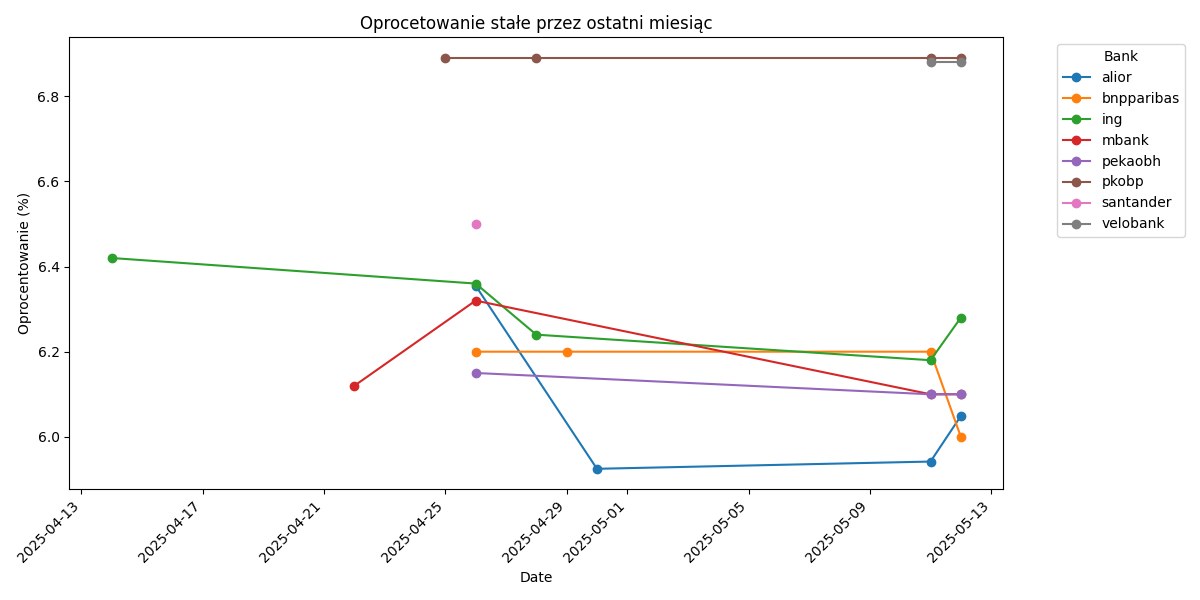 Oprocetowanie stałe przez ostatni miesiąc
Oprocentowanie (%)
6.8
6.6
6.4
6.2
6.0
2025-04-13
2025-04-17
2025-04-21
2025-04-25
2025-04-29
2025-05-01
2025-05-05
2025-05-09
2025-05-13
Date
Bank
alior
bnpparibas
ing
mbank
pekaobh
pkobp
santander
velobank